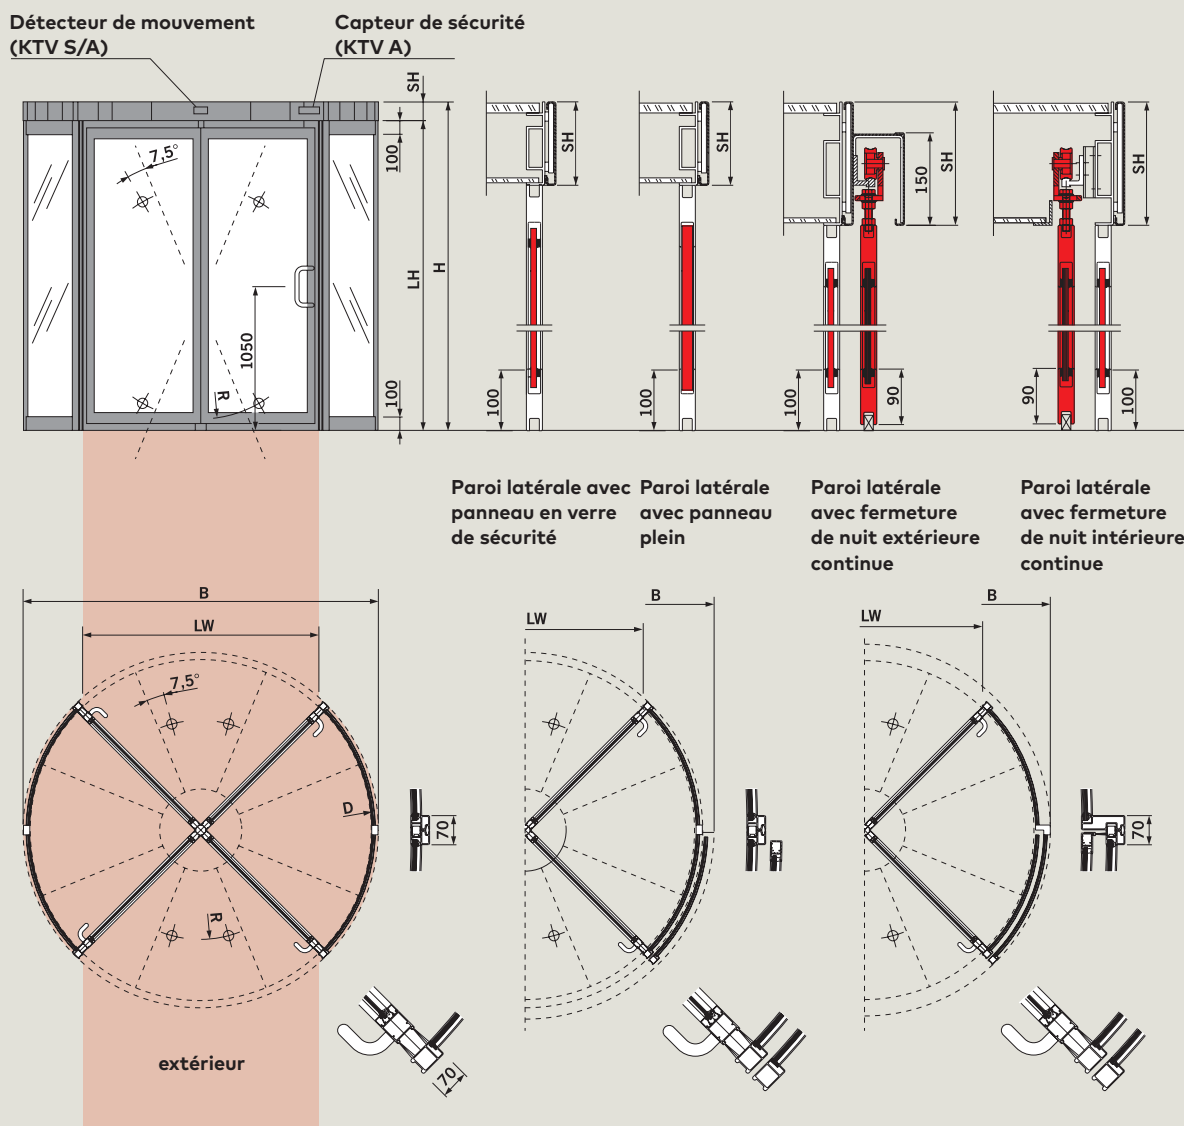 Détecteur de mouvement
(KTV S/A)
Capteur de sécurité
(KTV A)
SH
100
LH
H
7,5°
1050
R
100
SH
100
SH
100
150
SH
100
90
SH
90
100
Paroi latérale avec
panneau en verre
de sécurité
Paroi latérale
avec panneau
plein
Paroi latérale
avec fermeture
de nuit extérieure
continue
Paroi latérale
avec fermeture
de nuit intérieure
continue
B
LW
7,5°
D
R
70
B
LW
70
B
LW
70
extérieur
70